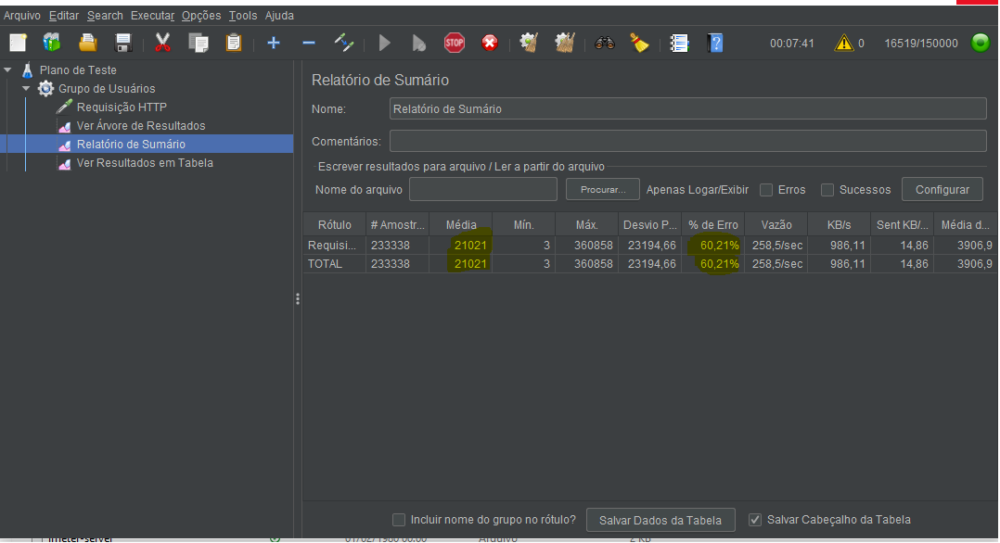 Arquivo Editar Search Executar Opções Tools Ajuda
STOP
00:07:41 0 16519/150000
Plano de Teste
Grupo de Usuários
Requisição HTTP
Ver Árvore de Resultados
Relatório de Sumário
Ver Resultados em Tabela
Relatório de Sumário
Nome: Relatório de Sumário
Comentários:
Escrever resultados para arquivo / Ler a partir do arquivo
Nome do arquivo Procurar... Apenas Logar/Exibir Erros Sucessos Configurar
Rótulo # Amostr... Média Mín. Máx. Desvio P... % de Erro Vazão KB/s Sent KB/... Média d...
Requisi... 233338 21021 3 360858 23194,66 60,21% 258,5/sec 986,11 14,86 3906,9
TOTAL 233338 21021 3 360858 23194,66 60,21% 258,5/sec 986,11 14,86 3906,9
Incluir nome do grupo no rótulo? Salvar Dados da Tabela Salvar Cabeçalho da Tabela